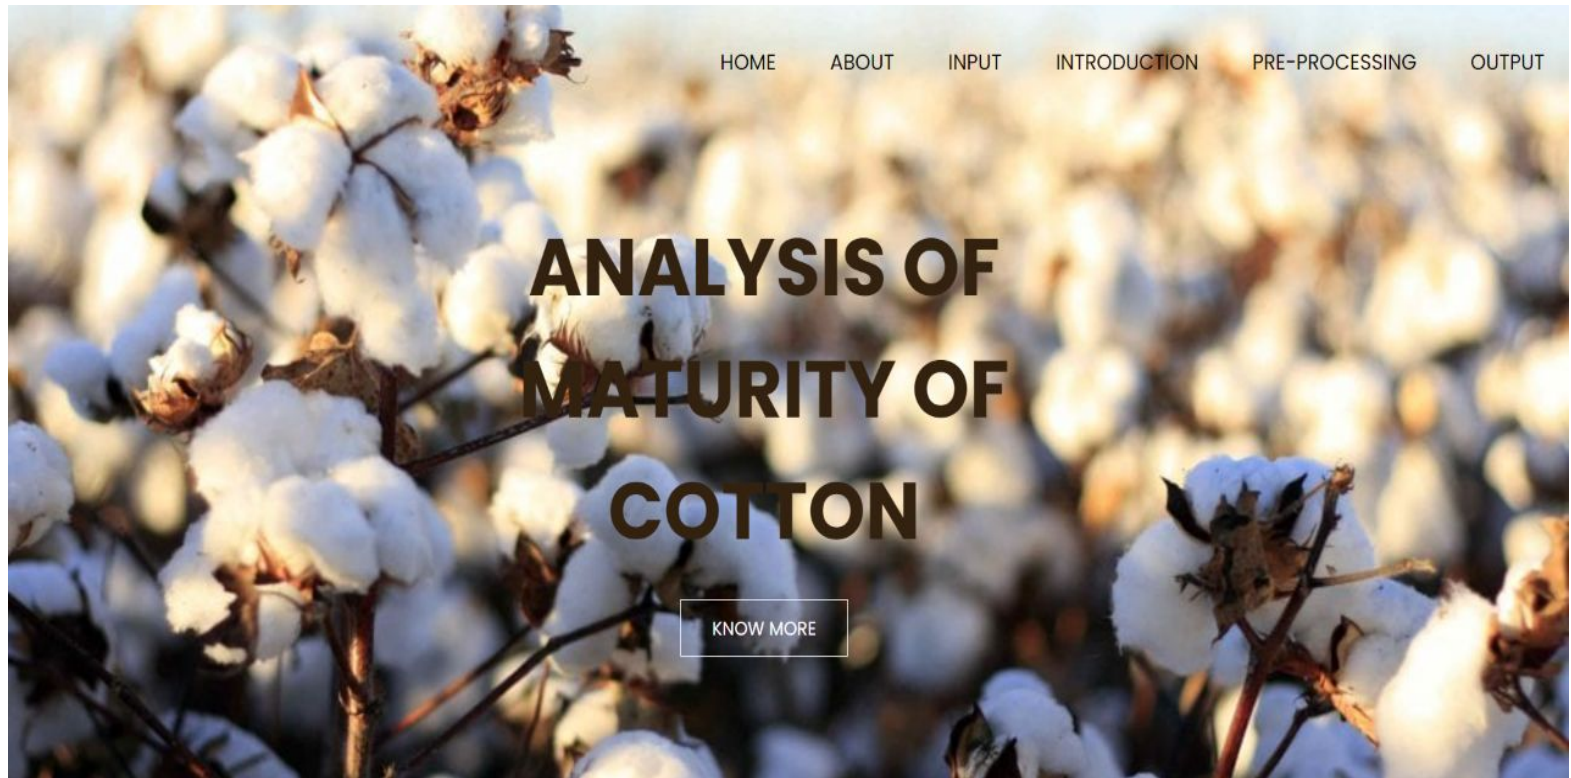 HOME ABOUT INPUT INTRODUCTION PRE-PROCESSING OUTPUT
ANALYSIS OF
MATURITY OF
COTTON
KNOW MORE